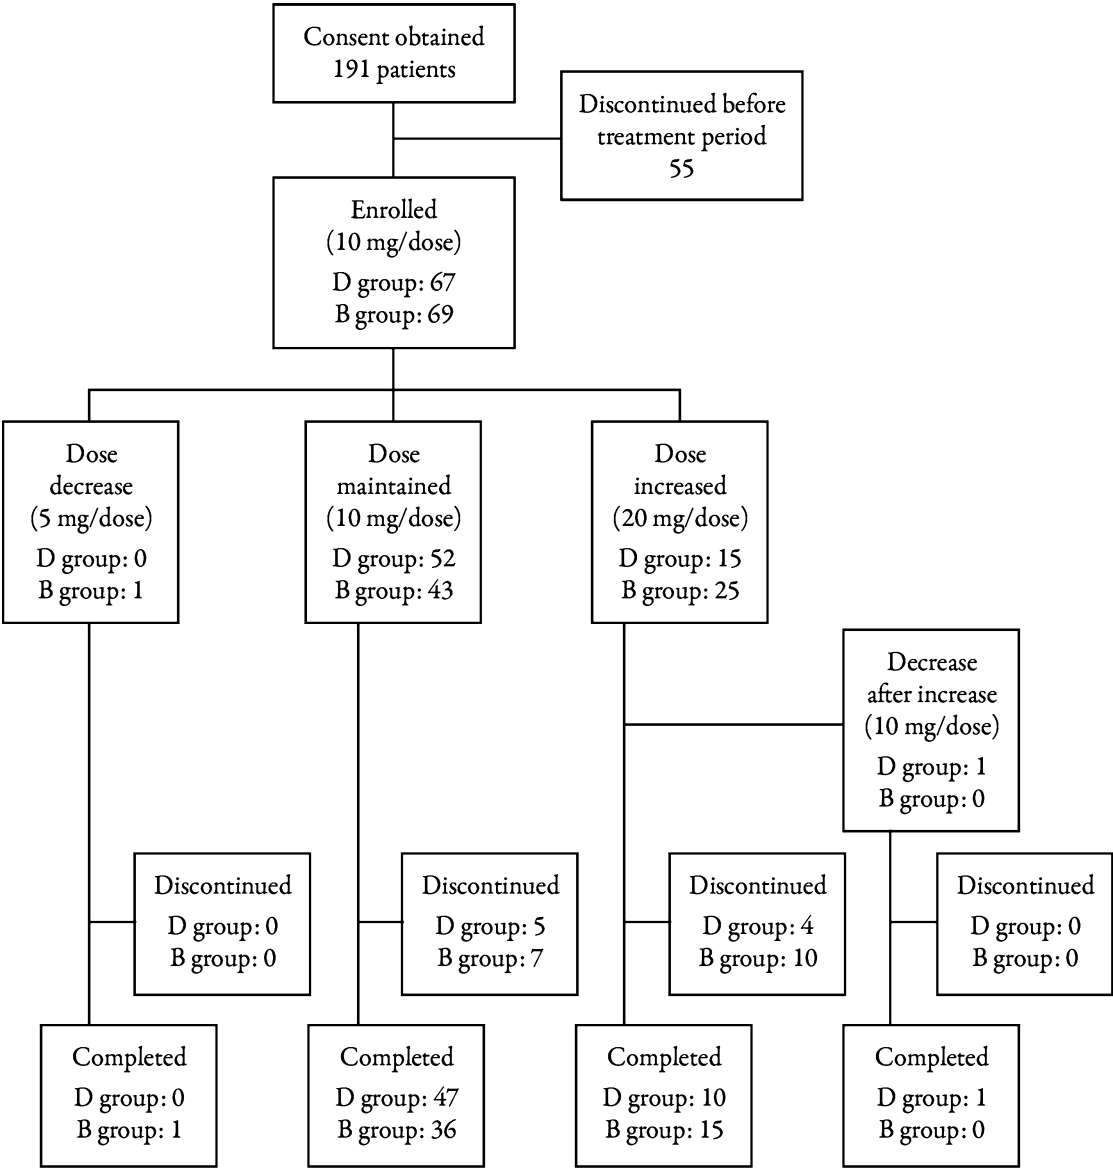 Consent obtained
191 patients
Discontinued before
treatment period
55
Enrolled
(10 mg/dose)
D group: 67
B group: 69
Dose
decrease
(5 mg/dose)
D group: 0
B group: 1
Dose
maintained
(10 mg/dose)
D group: 52
B group: 43
Dose
increased
(20 mg/dose)
D group: 15
B group: 25
Decrease
after increase
(10 mg/dose)
D group: 1
B group: 0
Discontinued
D group: 0
B group: 0
Discontinued
D group: 5
B group: 7
Discontinued
D group: 4
B group: 10
Discontinued
D group: 0
B group: 0
Completed
D group: 0
B group: 1
Completed
D group: 47
B group: 36
Completed
D group: 10
B group: 15
Completed
D group: 1
B group: 0